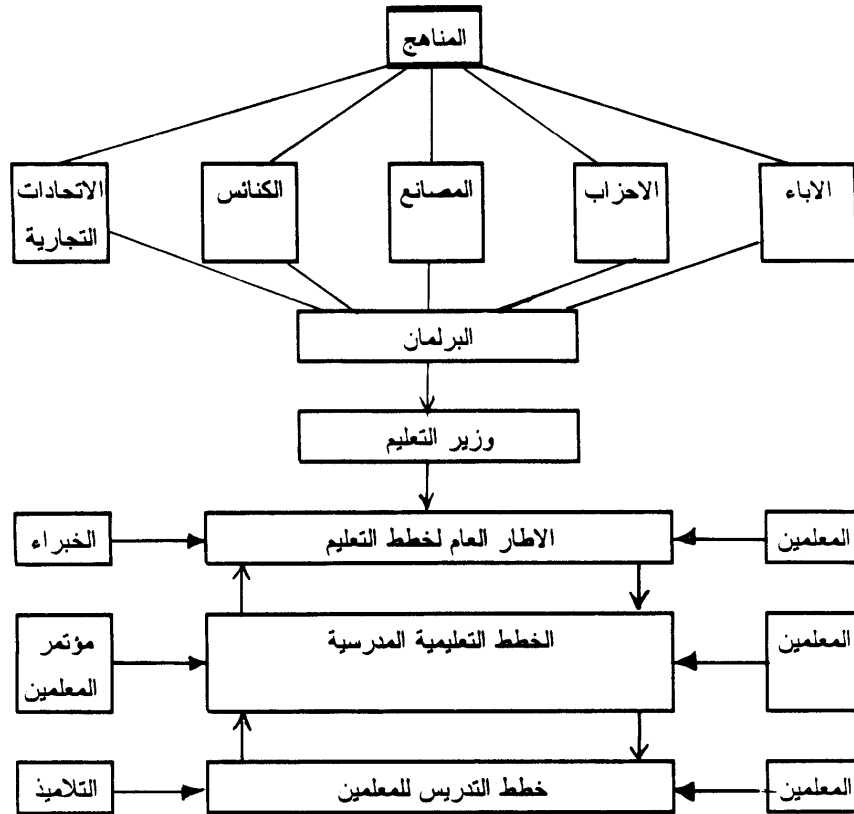 المناهج
الاباء
الاحزاب
المصانع
الكنائس
الاتحادات
التجارية
البرلمان
وزير التعليم
المعلمين
الاطار العام لخطط التعليم
الخبراء
المعلمين
الخطط التعليمية المدرسية
مؤتمر
المعلمين
المعلمين
خطط التدريس للمعلمين
التلاميذ